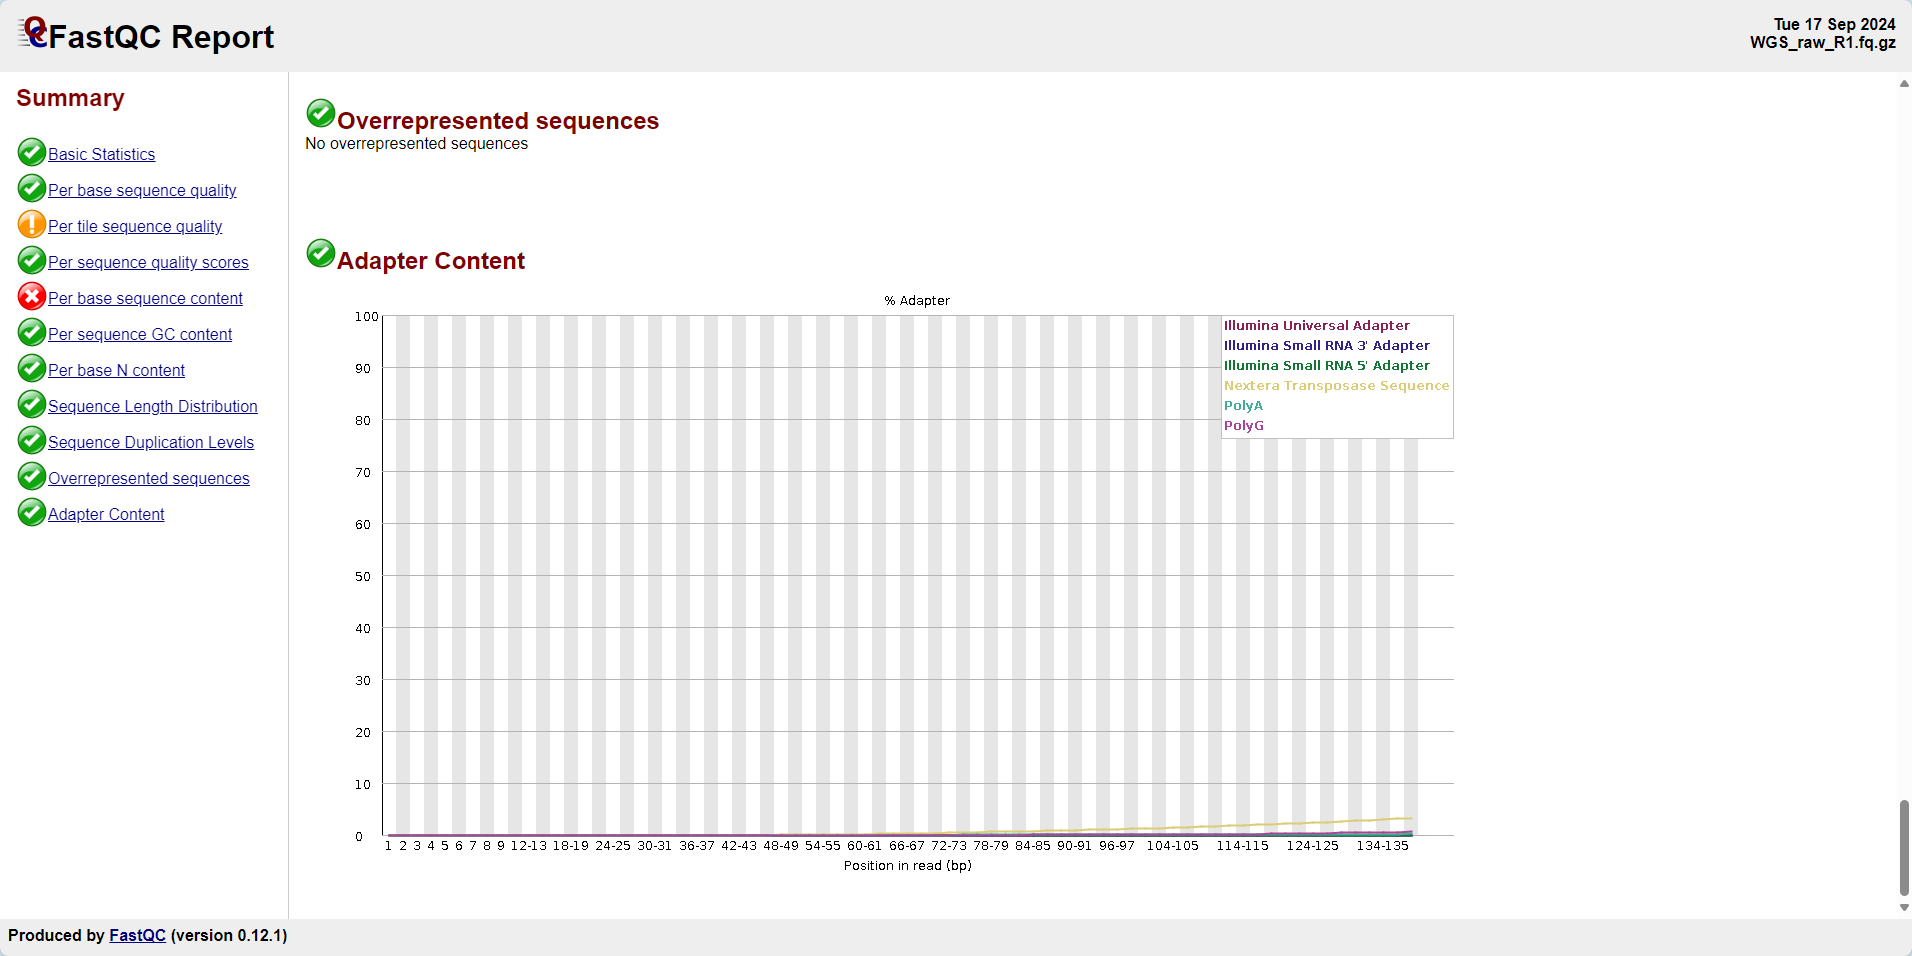 FastQC Report
Tue 17 Sep 2024
WGS_raw_R1.fq.gz
Summary
Basic Statistics
Per base sequence quality
Per tile sequence quality
Per sequence quality scores
Per base sequence content
Per sequence GC content
Per base N content
Sequence Length Distribution
Sequence Duplication Levels
Overrepresented sequences
Adapter Content
Overrepresented sequences
No overrepresented sequences
Adapter Content
% Adapter
100
90
80
70
60
50
40
30
20
10
0
Illumina Universal Adapter
Illumina Small RNA 3' Adapter
Illumina Small RNA 5' Adapter
Nextera Transposase Sequence
PolyA
PolyG
1 2 3 4 5 6 7 8 9 12-13 18-19 24-25 30-31 36-37 42-43 48-49 54-55 60-61 66-67 72-73 78-79 84-85 90-91 96-97 104-105 114-115 124-125 134-135
Position in read (bp)
Produced by FastQC (version 0.12.1)